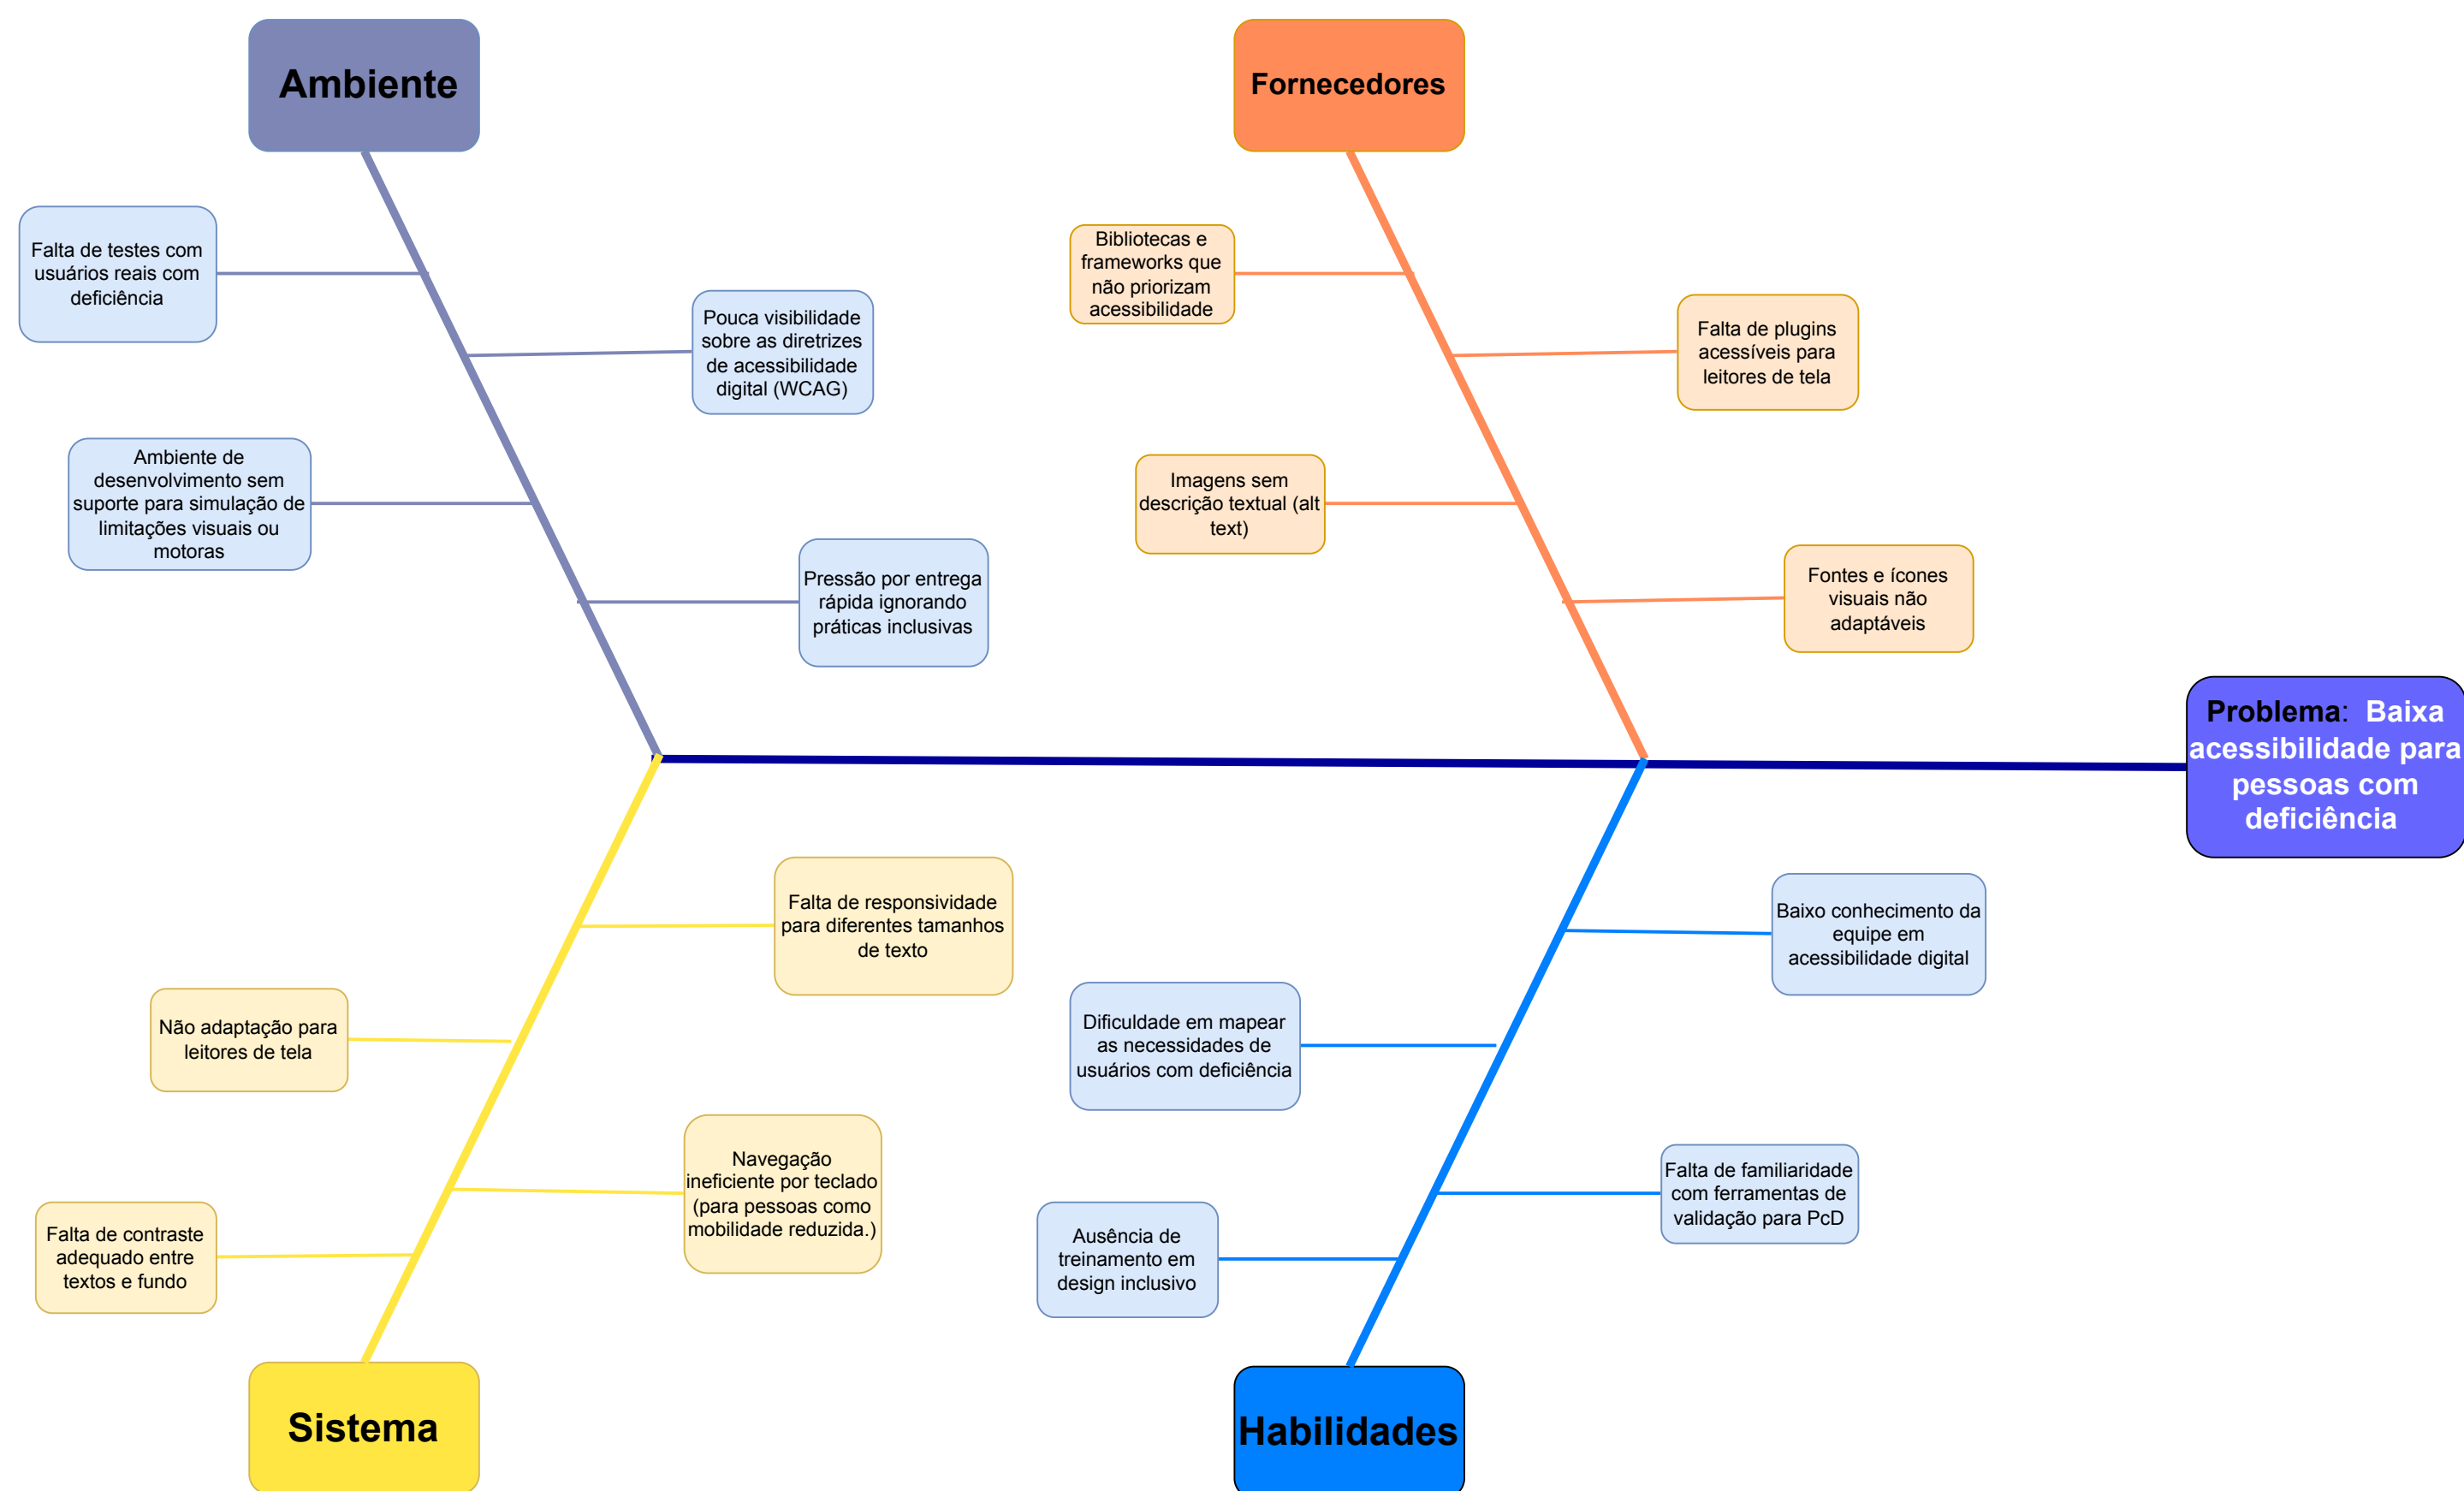 Ambiente
Fornecedores
Falta de testes com
usuários reais com
deficiência
Pouca visibilidade
sobre as diretrizes
de acessibilidade
digital (WCAG)
Ambiente de
desenvolvimento sem
suporte para simulação de
limitações visuais ou
motoras
Pressão por entrega
rápida ignorando
práticas inclusivas
Bibliotecas e
frameworks que
não priorizam
acessibilidade
Falta de plugins
acessíveis para
leitores de tela
Imagens sem
descrição textual (alt
text)
Fontes e ícones
visuais não
adaptáveis
Problema: Baixa
acessibilidade para
pessoas com
deficiência
Falta de responsividade
para diferentes tamanhos
de texto
Não adaptação para
leitores de tela
Navegação
ineficiente por teclado
(para pessoas como
mobilidade reduzida.)
Falta de contraste
adequado entre
textos e fundo
Baixo conhecimento da
equipe em
acessibilidade digital
Dificuldade em mapear
as necessidades de
usuários com deficiência
Falta de familiaridade
com ferramentas de
validação para PcD
Ausência de
treinamento em
design inclusivo
Sistema
Habilidades